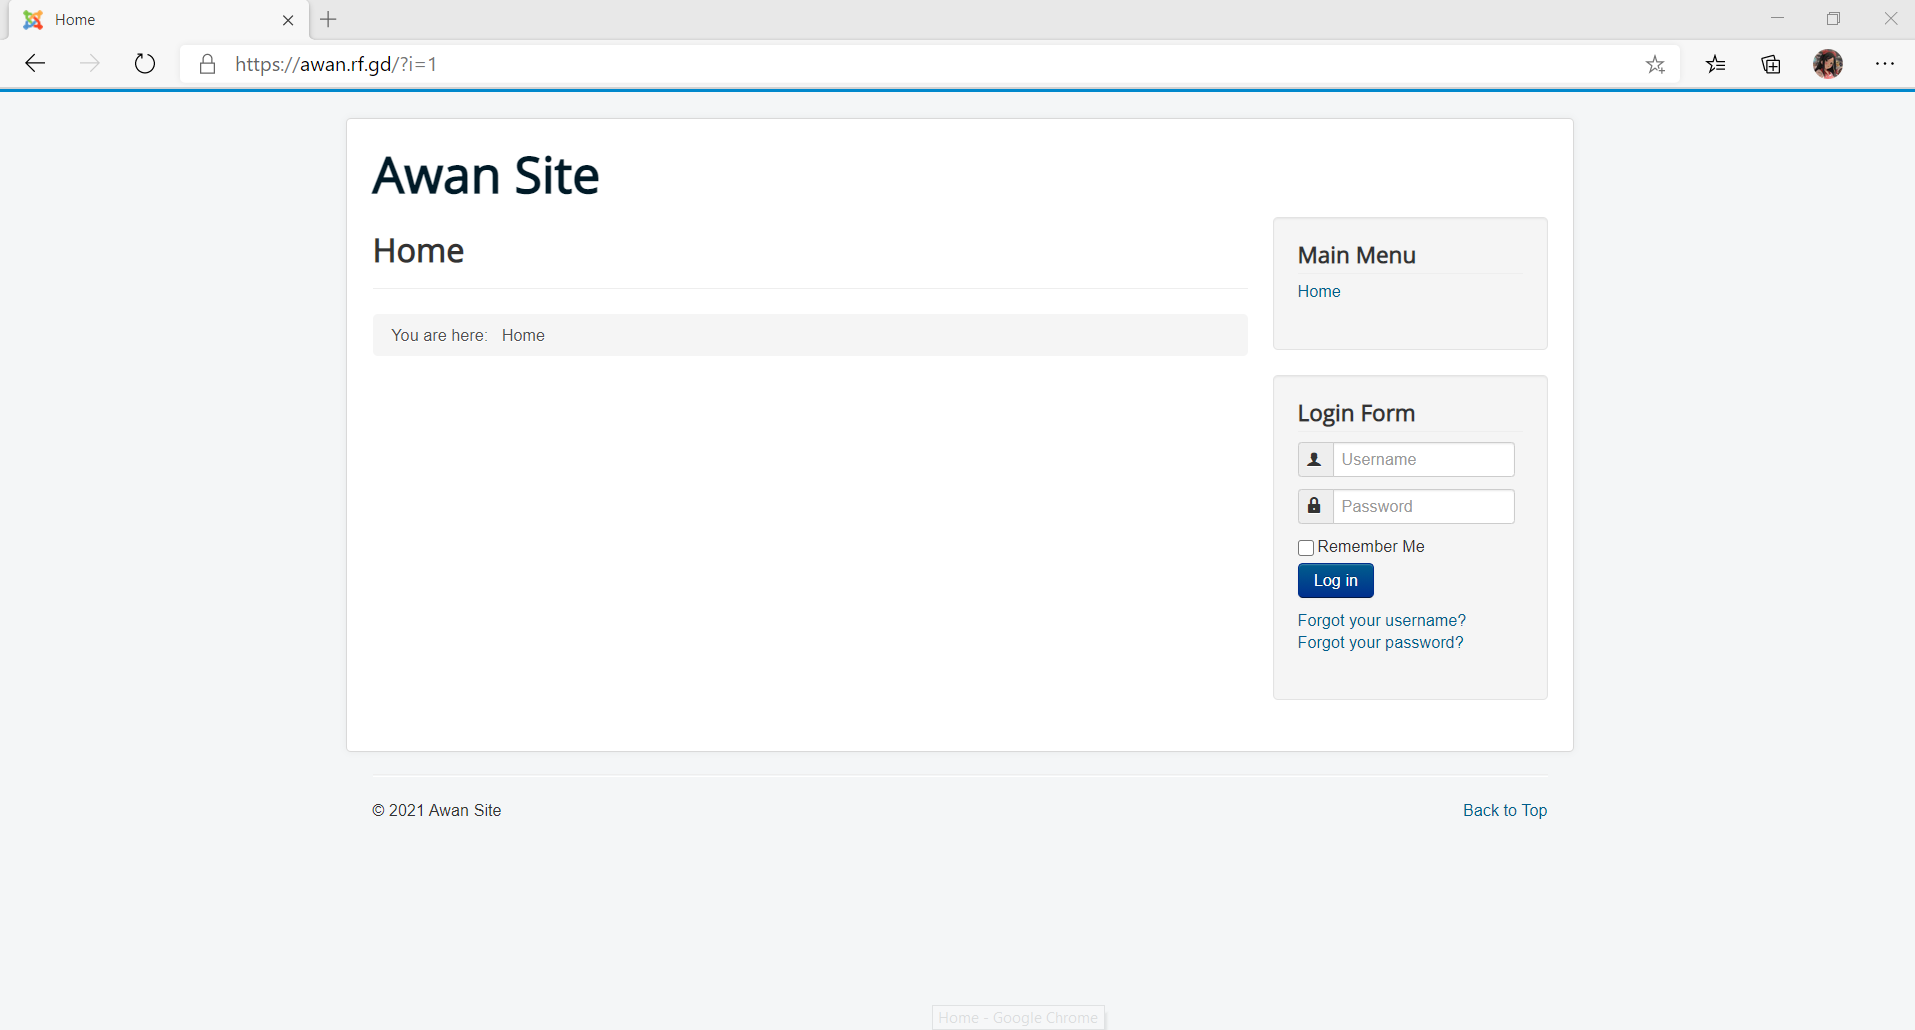 Home
https://awan.rf.gd/?i=1
Awan Site
Home
You are here: Home
Main Menu
Home
Login Form
Username
Password
Remember Me
Log in
Forgot your username?
Forgot your password?
© 2021 Awan Site
Back to Top
Home - Google Chrome